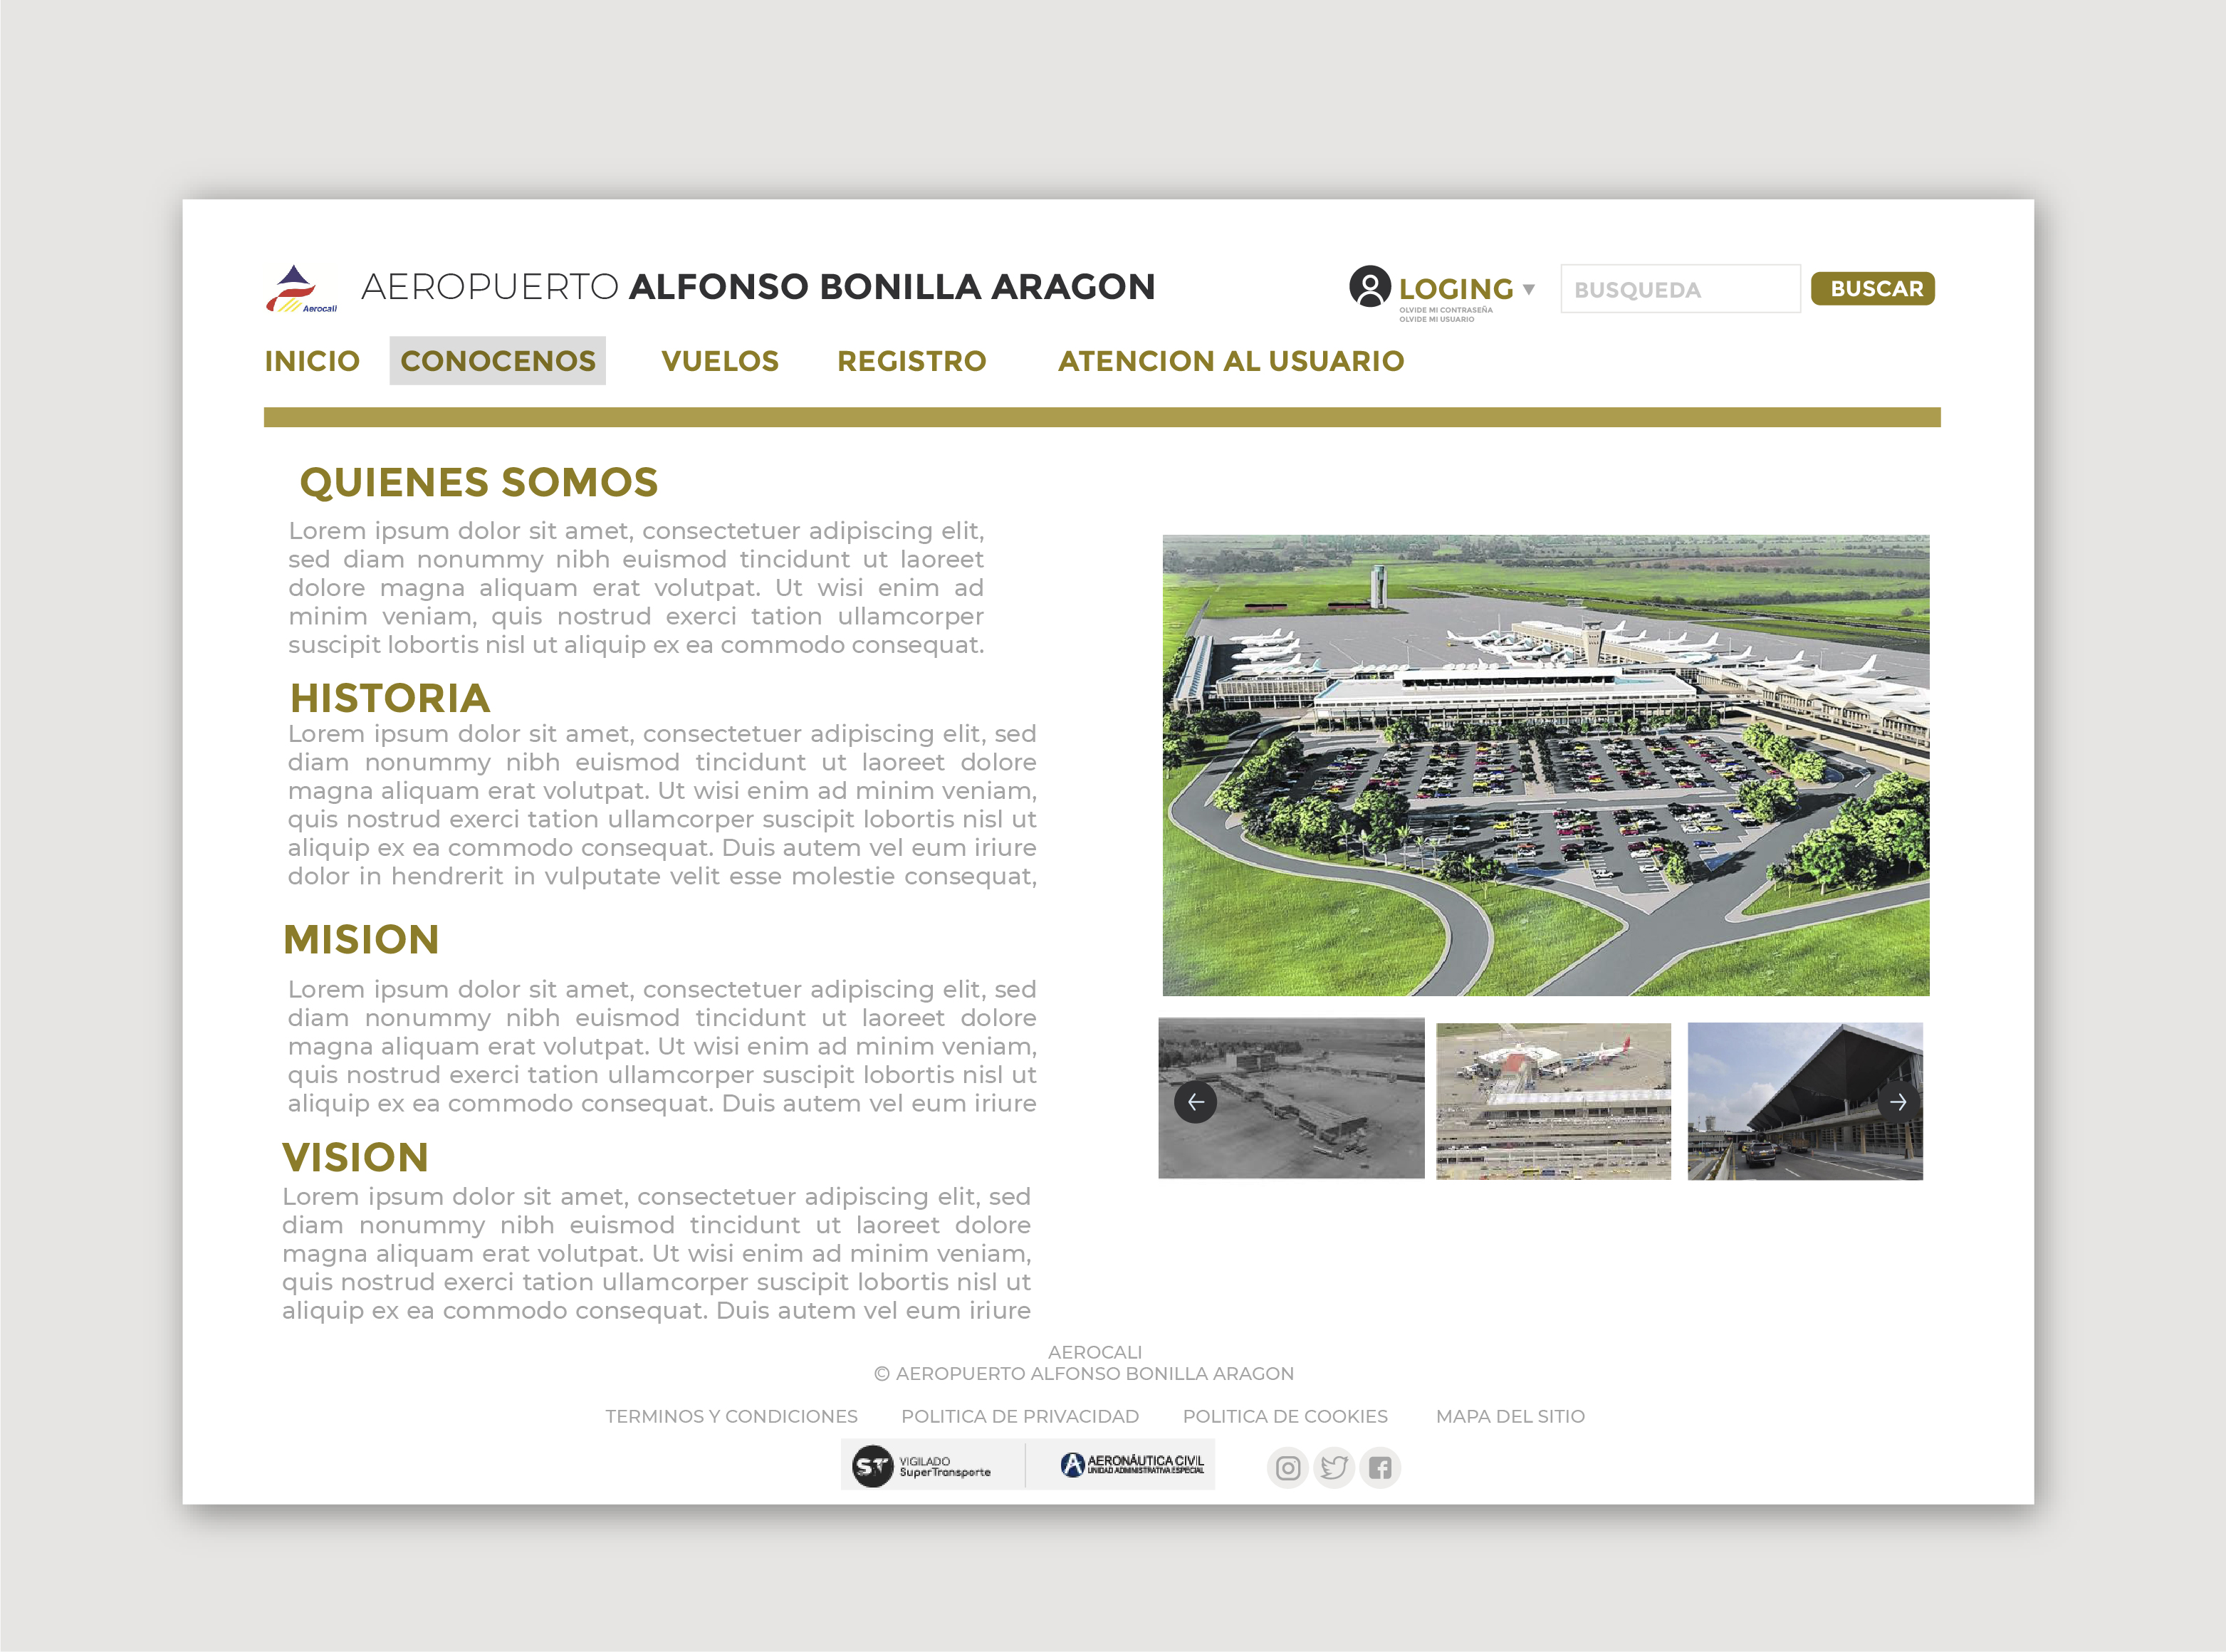 Aerocali
AEROPUERTO ALFONSO BONILLA ARAGON
LOGING
OLVIDE MI CONTRASEÑA
OLVIDE MI USUARIO
BUSQUEDA
BUSCAR
INICIO
CONOCENOS
VUELOS
REGISTRO
ATENCION AL USUARIO
QUIENES SOMOS
Lorem ipsum dolor sit amet, consectetuer adipiscing elit,
sed diam nonummy nibh euismod tincidunt ut laoreet
dolore magna aliquam erat volutpat. Ut wisi enim ad
minim veniam, quis nostrud exerci tation ullamcorper
suscipit lobortis nisl ut aliquip ex ea commodo consequat.
HISTORIA
Lorem ipsum dolor sit amet, consectetuer adipiscing elit, sed
diam nonummy nibh euismod tincidunt ut laoreet dolore
magna aliquam erat volutpat. Ut wisi enim ad minim veniam,
quis nostrud exerci tation ullamcorper suscipit lobortis nisl ut
aliquip ex ea commodo consequat. Duis autem vel eum iriure
dolor in hendrerit in vulputate velit esse molestie consequat,
MISION
Lorem ipsum dolor sit amet, consectetuer adipiscing elit, sed
diam nonummy nibh euismod tincidunt ut laoreet dolore
magna aliquam erat volutpat. Ut wisi enim ad minim veniam,
quis nostrud exerci tation ullamcorper suscipit lobortis nisl ut
aliquip ex ea commodo consequat. Duis autem vel eum iriure
VISION
Lorem ipsum dolor sit amet, consectetuer adipiscing elit, sed
diam nonummy nibh euismod tincidunt ut laoreet dolore
magna aliquam erat volutpat. Ut wisi enim ad minim veniam,
quis nostrud exerci tation ullamcorper suscipit lobortis nisl ut
aliquip ex ea commodo consequat. Duis autem vel eum iriure
AEROCALI
© AEROPUERTO ALFONSO BONILLA ARAGON
TERMINOS Y CONDICIONES
POLITICA DE PRIVACIDAD
POLITICA DE COOKIES
MAPA DEL SITIO
ST
VIGILADO
SuperTransporte
AERONÁUTICA CIVIL
UNIDAD ADMINISTRATIVA ESPECIAL